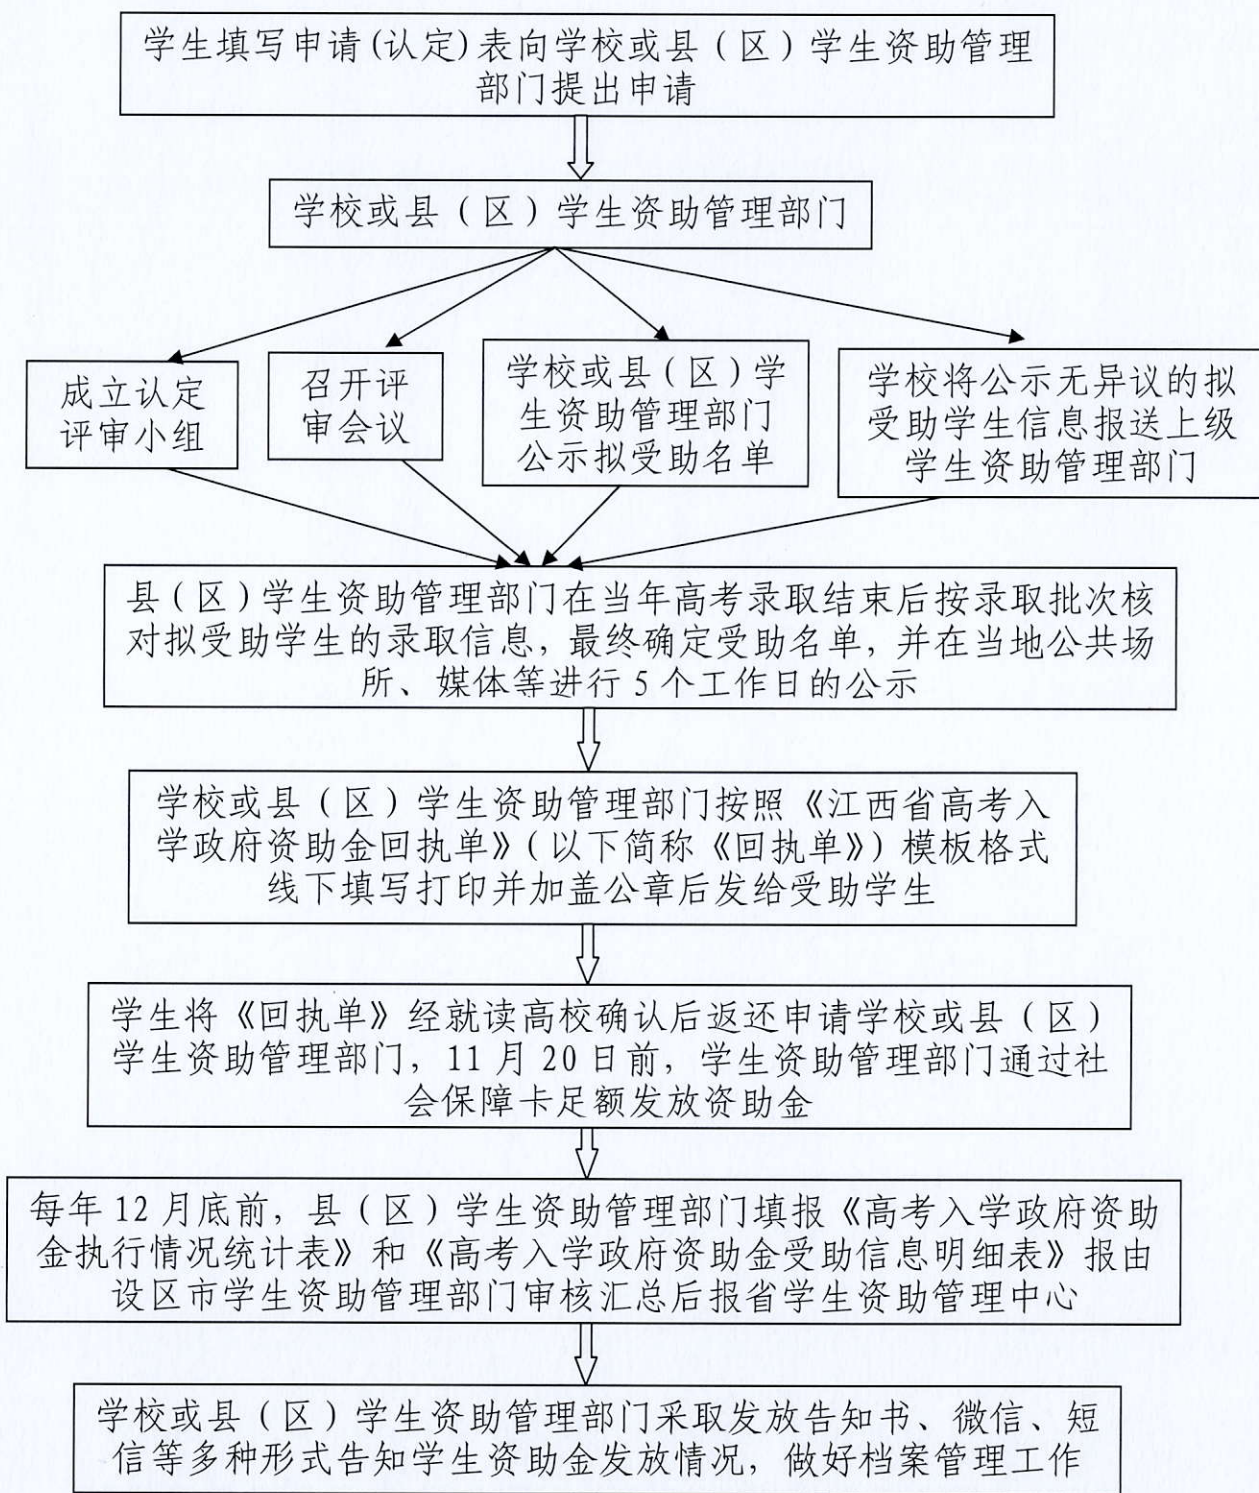 学生填写申请(认定)表向学校或县（区）学生资助管理
部门提出申请
学校或县（区）学生资助管理部门
成立认定
评审小组
召开评
审会议
学校或县（区）学
生资助管理部门
公示拟受助名单
学校将公示无异议的拟
受助学生信息报送上级
学生资助管理部门
县（区）学生资助管理部门在当年高考录取结束后按录取批次核
对拟受助学生的录取信息，最终确定受助名单，并在当地公共场
所、媒体等进行 5 个工作日的公示
学校或县（区）学生资助管理部门按照《江西省高考入
学政府资助金回执单》（以下简称《回执单》）模板格式
线下填写打印并加盖公章后发给受助学生
学生将《回执单》经就读高校确认后返还申请学校或县（区）
学生资助管理部门，11 月 20 日前，学生资助管理部门通过社
会保障卡足额发放资助金
每年 12 月底前，县（区）学生资助管理部门填报《高考入学政府资助
金执行情况统计表》和《高考入学政府资助金受助信息明细表》报由
设区市学生资助管理部门审核汇总后报省学生资助管理中心
学校或县（区）学生资助管理部门采取发放告知书、微信、短
信等多种形式告知学生资助金发放情况，做好档案管理工作